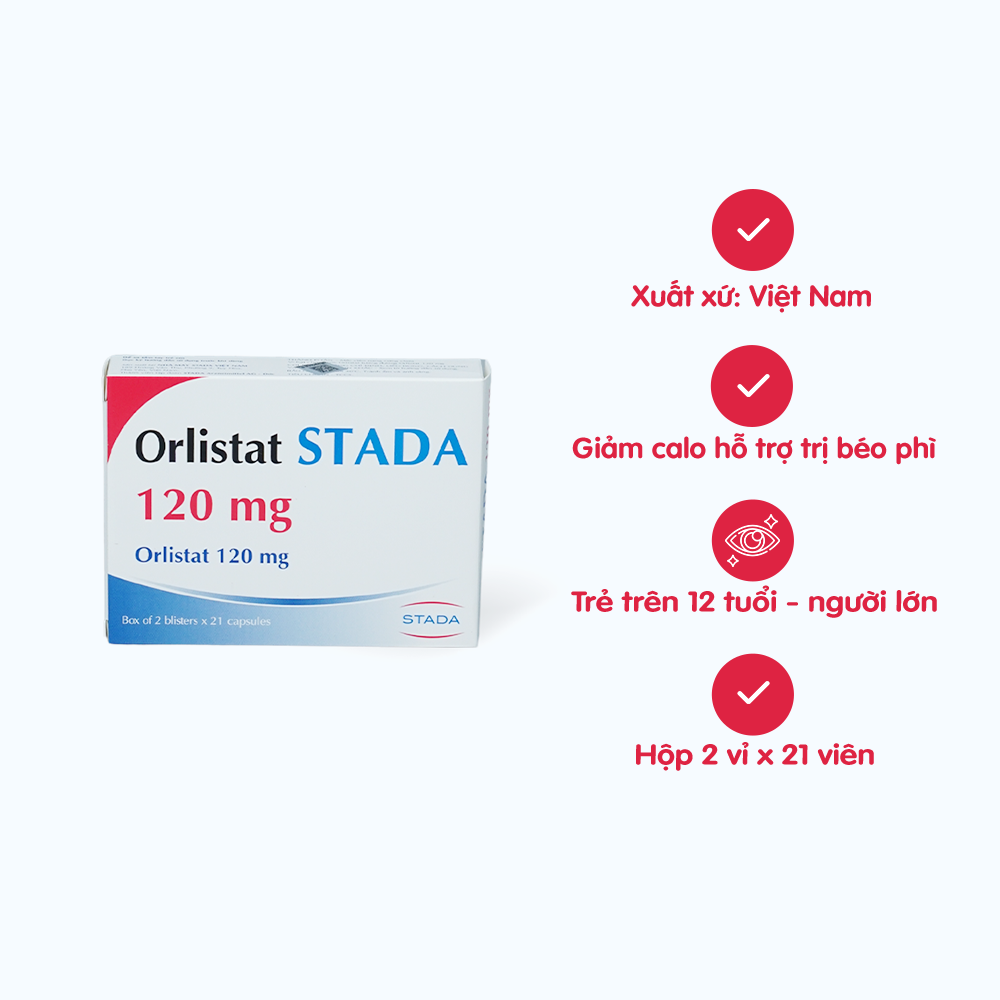 Orlistat STADA
120 mg
Orlistat 120 mg
Box of 2 blisters x 21 capsules
STADA
Xuất xứ: Việt Nam
Giảm calo hỗ trợ trị béo phì
Trẻ trên 12 tuổi - người lớn
Hộp 2 vỉ x 21 viên